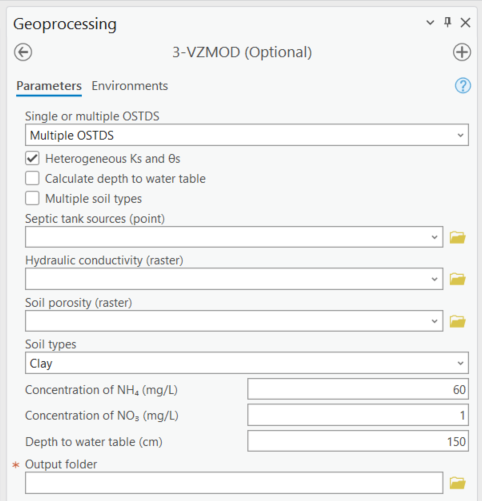 Geoprocessing
3-VZMOD (Optional)
Parameters Environments
Single or multiple OSTDS
Multiple OSTDS
Heterogeneous Ks and θs
Calculate depth to water table
Multiple soil types
Septic tank sources (point)
Hydraulic conductivity (raster)
Soil porosity (raster)
Soil types
Clay
Concentration of NH₄ (mg/L) 60
Concentration of NO₃ (mg/L) 1
Depth to water table (cm) 150
* Output folder